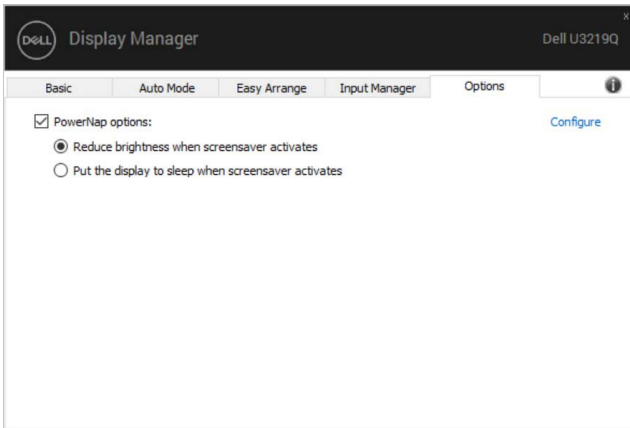 DELL Display Manager Dell U3219Q
Basic Auto Mode Easy Arrange Input Manager Options
PowerNap options: Configure
Reduce brightness when screensaver activates
Put the display to sleep when screensaver activates